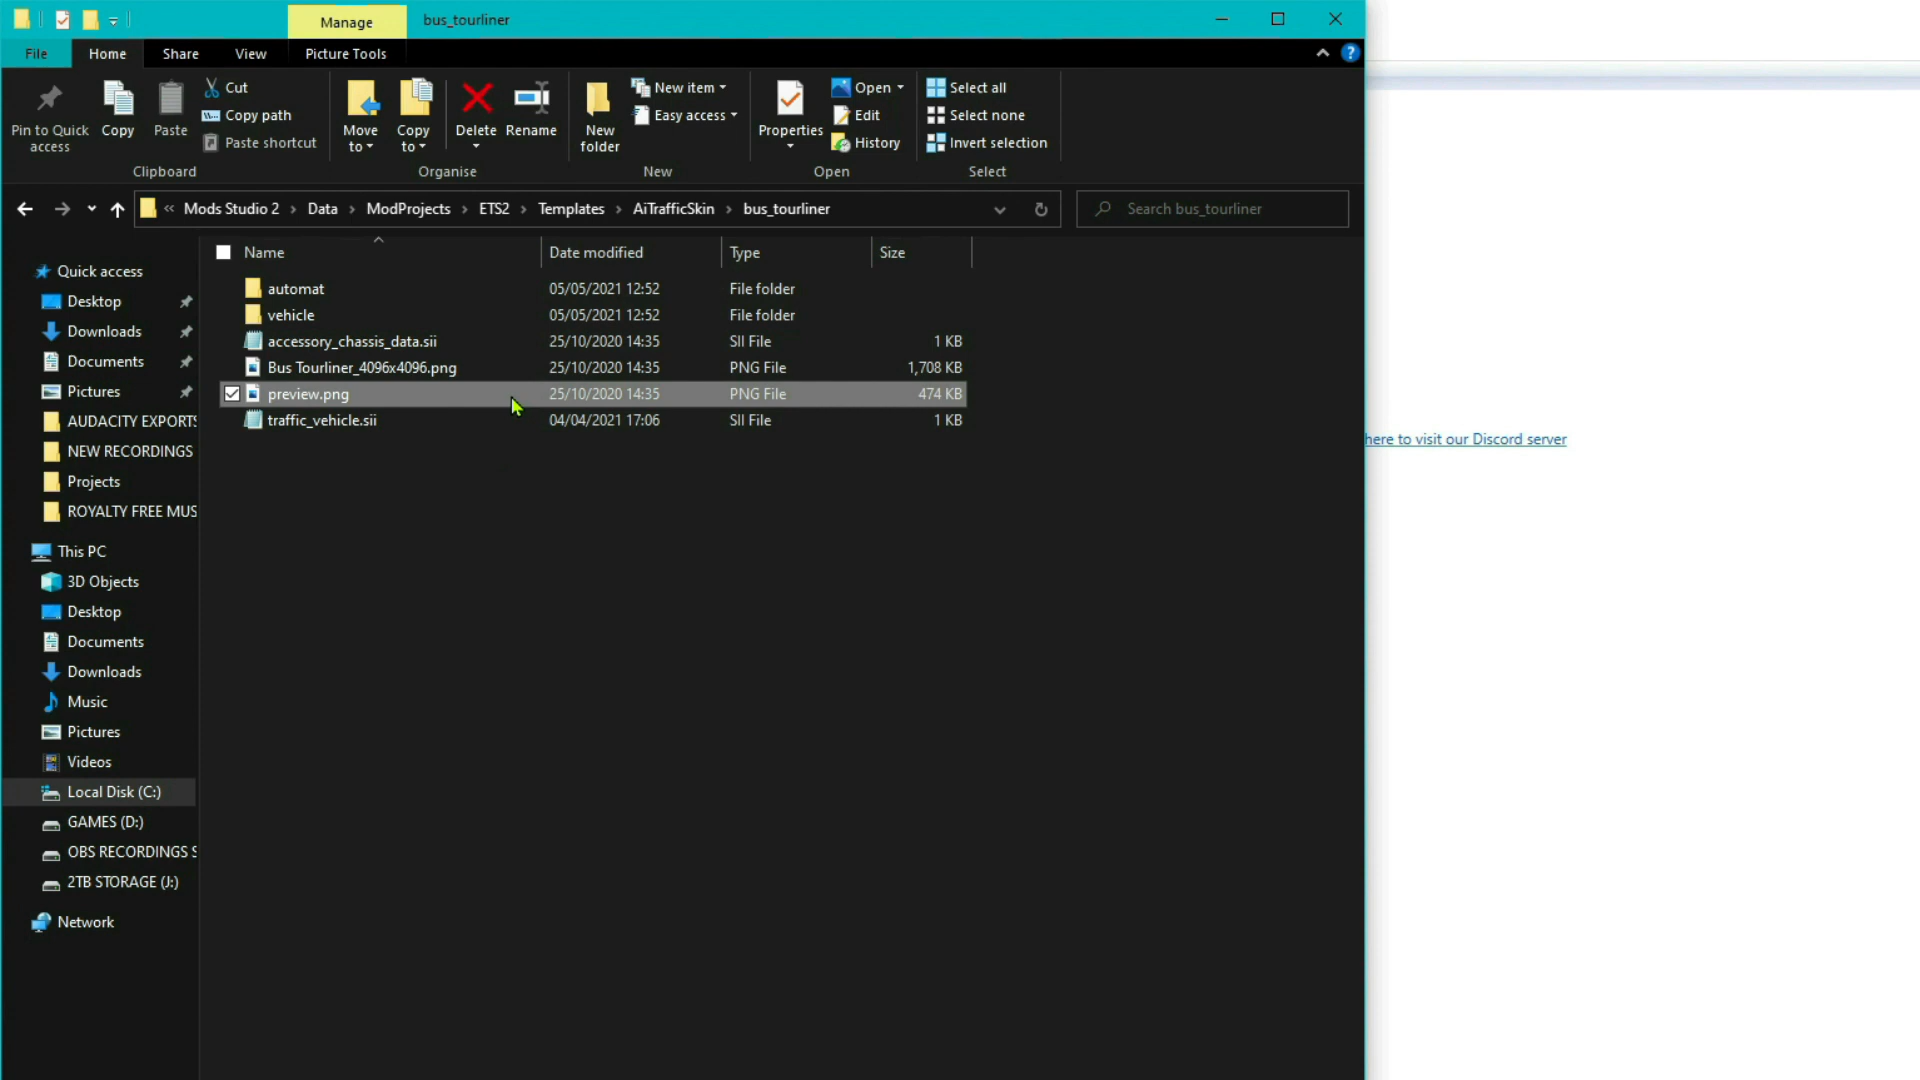 Manage
bus_tourliner
File
Home
Share
View
Picture Tools
Pin to Quick access
Copy
Paste
Cut
Copy path
Paste shortcut
Clipboard
Move to
Copy to
Delete
Rename
Organise
New folder
New item
Easy access
New
Properties
Open
Edit
History
Open
Select all
Select none
Invert selection
Select
« Mods Studio 2 › Data › ModProjects › ETS2 › Templates › AiTrafficSkin › bus_tourliner
Search bus_tourliner
Name Date modified Type Size
automat 05/05/2021 12:52 File folder
vehicle 05/05/2021 12:52 File folder
accessory_chassis_data.sii 25/10/2020 14:35 SII File 1 KB
Bus Tourliner_4096x4096.png 25/10/2020 14:35 PNG File 1,708 KB
preview.png 25/10/2020 14:35 PNG File 474 KB
traffic_vehicle.sii 04/04/2021 17:06 SII File 1 KB
Quick access
Desktop
Downloads
Documents
Pictures
AUDACITY EXPORTS
NEW RECORDINGS
Projects
ROYALTY FREE MUS
This PC
3D Objects
Desktop
Documents
Downloads
Music
Pictures
Videos
Local Disk (C:)
GAMES (D:)
OBS RECORDINGS S
2TB STORAGE (J:)
Network
here to visit our Discord server